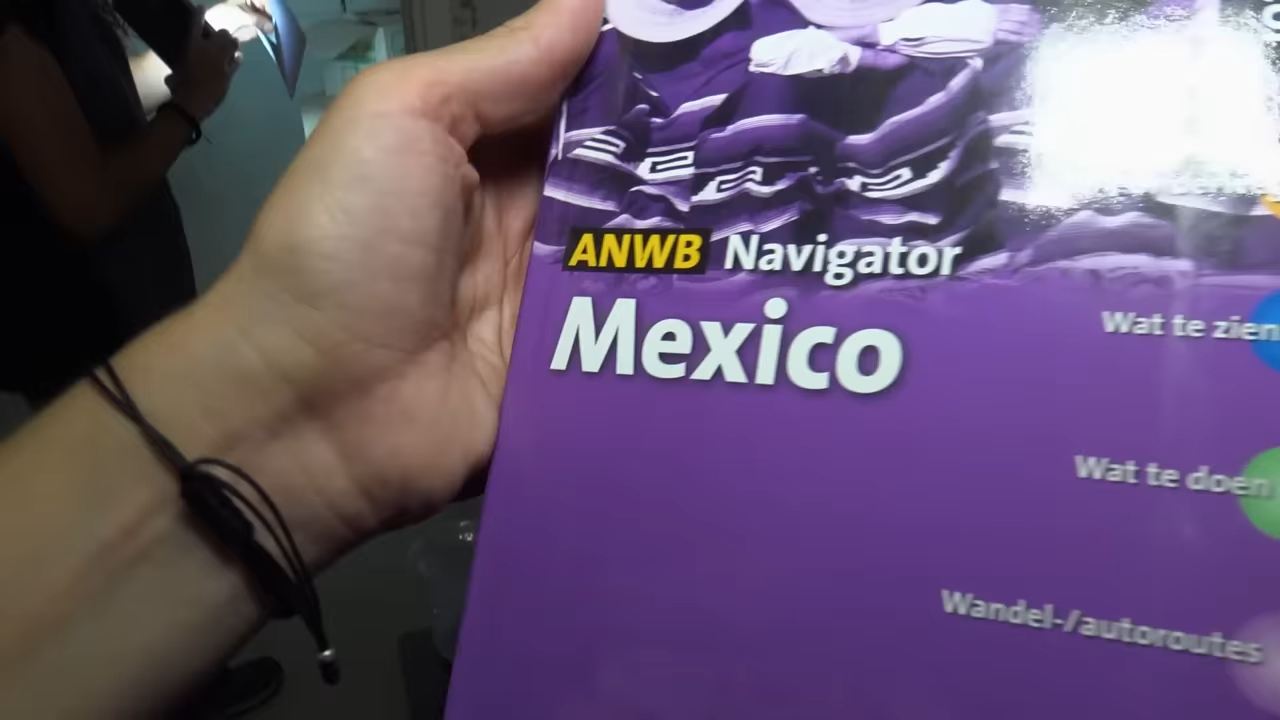 ANWB Navigator
Mexico
Wat te zien
Wat te doen
Wandel-/autoroutes